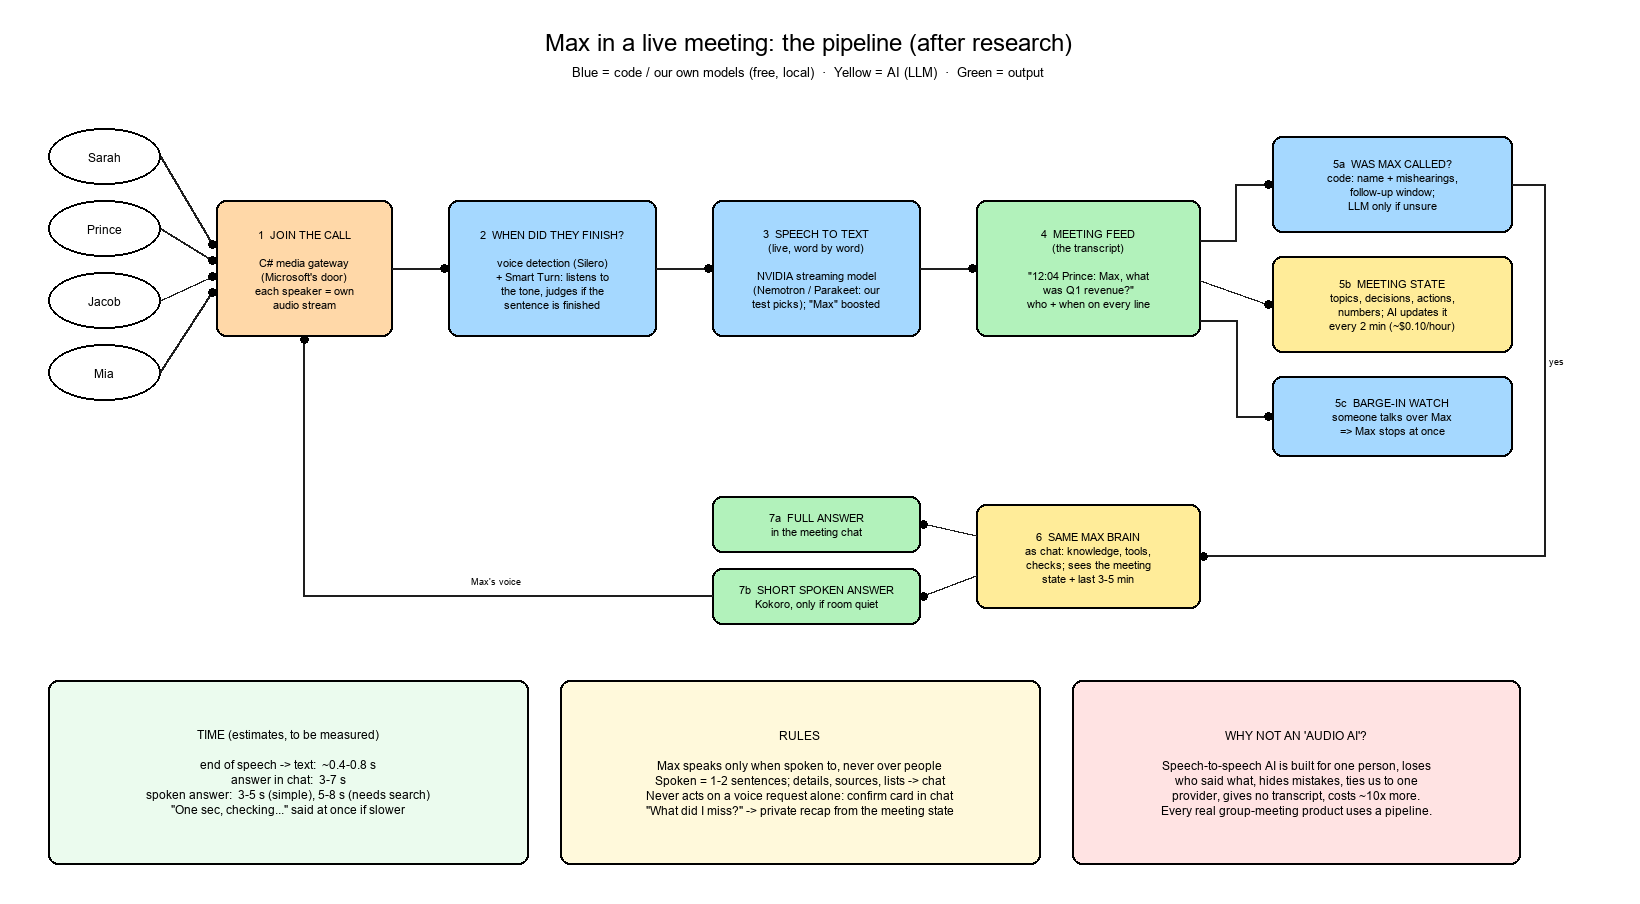 Max in a live meeting: the pipeline (after research)
Blue = code / our own models (free, local)  ·  Yellow = AI (LLM)  ·  Green = output
Sarah
Prince
Jacob
Mia
1  JOIN THE CALL
C# media gateway
(Microsoft's door)
each speaker = own
audio stream
2  WHEN DID THEY FINISH?
voice detection (Silero)
+ Smart Turn: listens to
the tone, judges if the
sentence is finished
3  SPEECH TO TEXT
(live, word by word)
NVIDIA streaming model
(Nemotron / Parakeet: our
test picks); "Max" boosted
4  MEETING FEED
(the transcript)
"12:04 Prince: Max, what
was Q1 revenue?"
who + when on every line
5a  WAS MAX CALLED?
code: name + mishearings,
follow-up window;
LLM only if unsure
5b  MEETING STATE
topics, decisions, actions,
numbers; AI updates it
every 2 min (~$0.10/hour)
5c  BARGE-IN WATCH
someone talks over Max
=> Max stops at once
yes
6  SAME MAX BRAIN
as chat: knowledge, tools,
checks; sees the meeting
state + last 3-5 min
7a  FULL ANSWER
in the meeting chat
7b  SHORT SPOKEN ANSWER
Kokoro, only if room quiet
Max's voice
TIME (estimates, to be measured)
end of speech -> text:  ~0.4-0.8 s
answer in chat:  3-7 s
spoken answer:  3-5 s (simple), 5-8 s (needs search)
"One sec, checking..." said at once if slower
RULES
Max speaks only when spoken to, never over people
Spoken = 1-2 sentences; details, sources, lists -> chat
Never acts on a voice request alone: confirm card in chat
"What did I miss?" -> private recap from the meeting state
WHY NOT AN 'AUDIO AI'?
Speech-to-speech AI is built for one person, loses
who said what, hides mistakes, ties us to one
provider, gives no transcript, costs ~10x more.
Every real group-meeting product uses a pipeline.